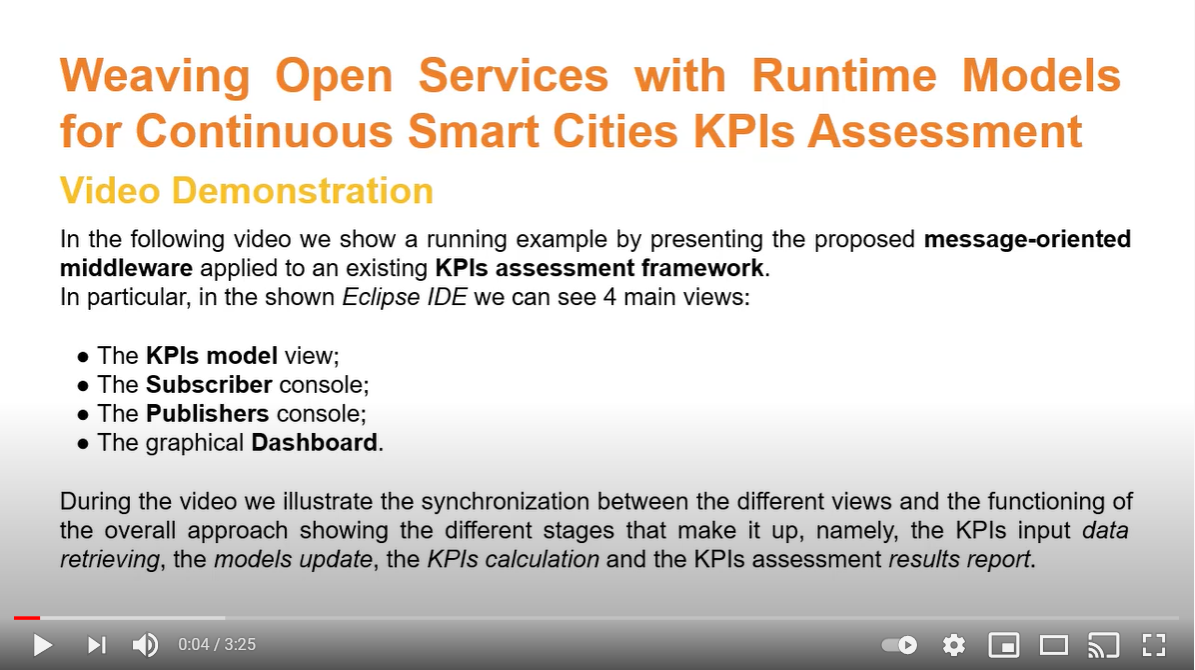 Weaving Open Services with Runtime Models
for Continuous Smart Cities KPIs Assessment
Video Demonstration
In the following video we show a running example by presenting the proposed message-oriented
middleware applied to an existing KPIs assessment framework.
In particular, in the shown Eclipse IDE we can see 4 main views:
● The KPIs model view;
● The Subscriber console;
● The Publishers console;
● The graphical Dashboard.
During the video we illustrate the synchronization between the different views and the functioning of
the overall approach showing the different stages that make it up, namely, the KPIs input data
retrieving, the models update, the KPIs calculation and the KPIs assessment results report.
0:04 / 3:25